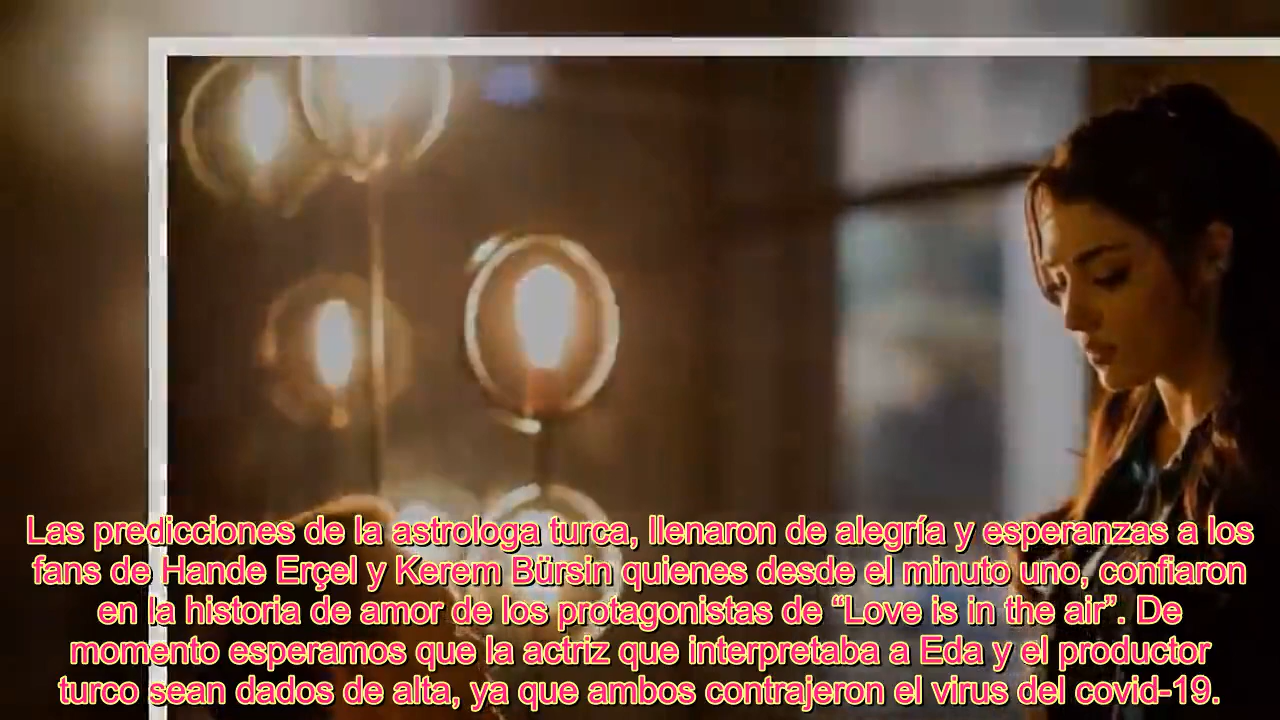 Las predicciones de la astrologa turca, llenaron de alegría y esperanzas a los
fans de Hande Erçel y Kerem Bürsin quienes desde el minuto uno, confiaron
en la historia de amor de los protagonistas de “Love is in the air”. De
momento esperamos que la actriz que interpretaba a Eda y el productor
turco sean dados de alta, ya que ambos contrajeron el virus del covid-19.